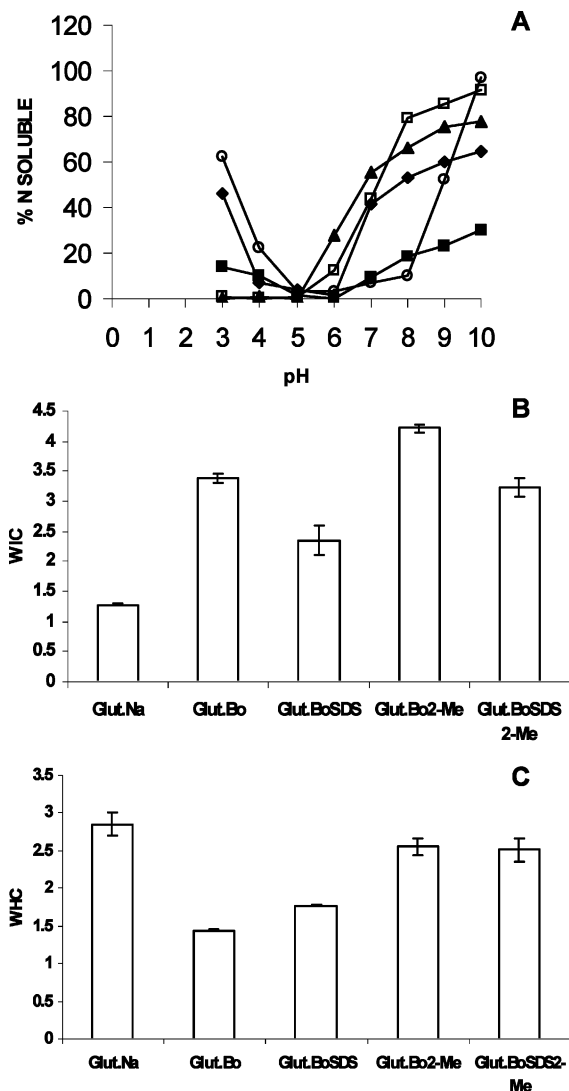 A
120
100
80
60
40
20
0
% N SOLUBLE
0 1 2 3 4 5 6 7 8 9 10
pH
B
4.5
4
3.5
3
2.5
2
1.5
1
0.5
0
WIC
Glut.Na Glut.Bo Glut.BoSDS Glut.Bo2-Me Glut.BoSDS
2-Me
C
3.5
3
2.5
2
1.5
1
0.5
0
WHC
Glut.Na Glut.Bo Glut.BoSDS Glut.Bo2-Me Glut.BoSDS2-
Me